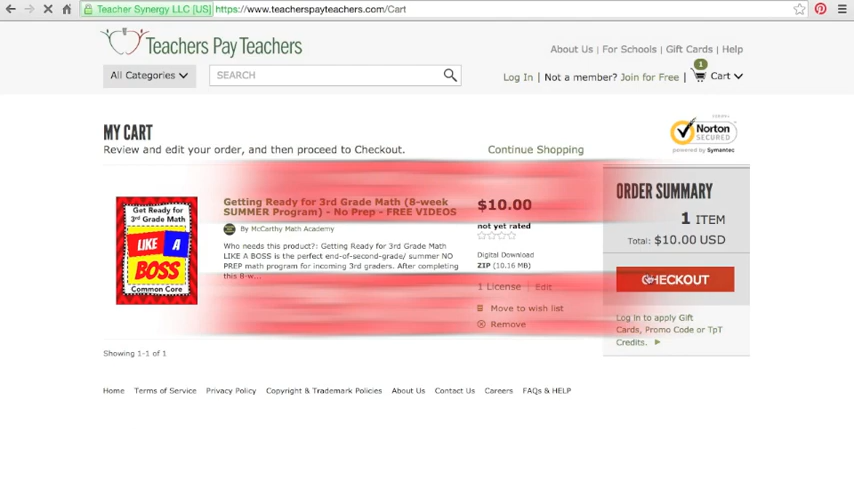 Teacher Synergy LLC [US] https://www.teacherspayteachers.com/Cart
Teachers Pay Teachers
About Us | For Schools | Gift Cards | Help
All Categories
SEARCH
Log In | Not a member? Join for Free | 1 Cart
MY CART
Review and edit your order, and then proceed to Checkout.
Continue Shopping
Norton
SECURED
powered by Symantec
Get Ready for
3rd Grade Math
LIKE A
BOSS
Common Core
Getting Ready for 3rd Grade Math (8-week
SUMMER Program) - No Prep - FREE VIDEOS
By McCarthy Math Academy
Who needs this product?: Getting Ready for 3rd Grade Math
LIKE A BOSS is the perfect end-of-second-grade/ summer NO
PREP math program for incoming 3rd graders. After completing
this 8-w...
$10.00
not yet rated
Digital Download
ZIP (10.16 MB)
1 License | Edit
Move to wish list
Remove
ORDER SUMMARY
1 ITEM
Total: $10.00 USD
CHECKOUT
Log In to apply Gift
Cards, Promo Code or TpT
Credits.
Showing 1-1 of 1
Home Terms of Service Privacy Policy Copyright & Trademark Policies About Us Contact Us Careers FAQs & HELP